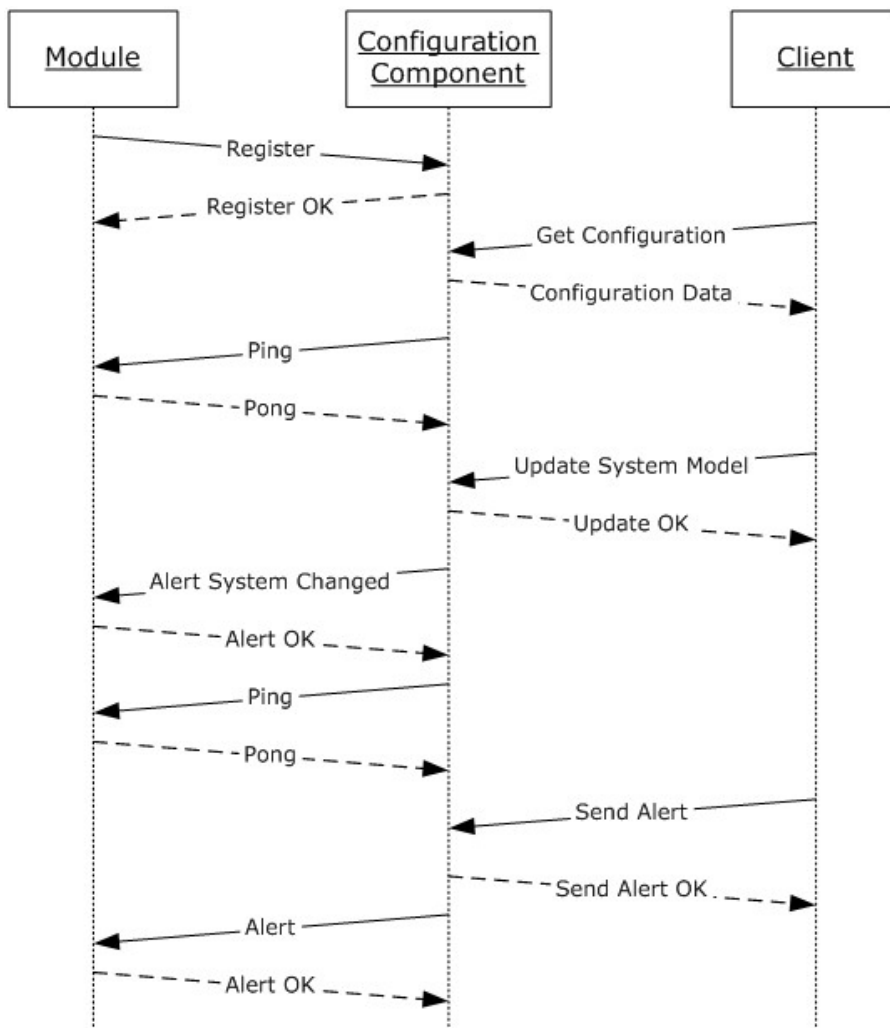 Module
Configuration
Component
Client
Register
Register OK
Get Configuration
Configuration Data
Ping
Pong
Update System Model
Update OK
Alert System Changed
Alert OK
Ping
Pong
Send Alert
Send Alert OK
Alert
Alert OK